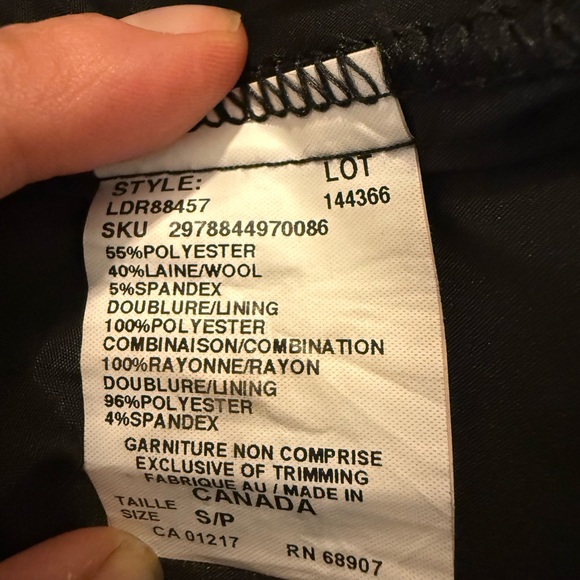 STYLE: LOT
LDR88457 144366
SKU 2978844970086
55%POLYESTER
40%LAINE/WOOL
5%SPANDEX
DOUBLURE/LINING
100%POLYESTER
COMBINAISON/COMBINATION
100%RAYONNE/RAYON
DOUBLURE/LINING
96%POLYESTER
4%SPANDEX
GARNITURE NON COMPRISE
EXCLUSIVE OF TRIMMING
FABRIQUE AU / MADE IN
CANADA
TAILLE
SIZE S/P
CA 01217 RN 68907